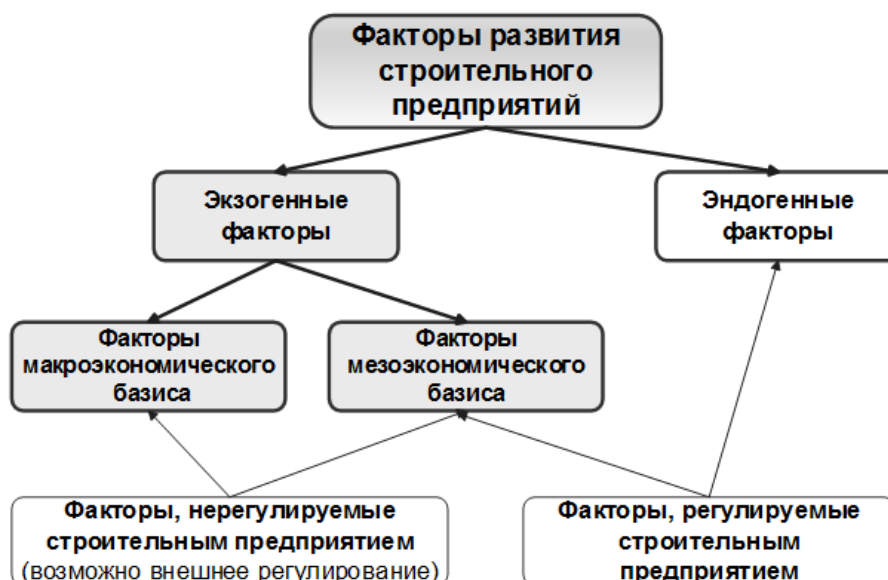 Факторы развития
строительного
предприятий
Экзогенные
факторы
Эндогенные
факторы
Факторы
макроэкономического
базиса
Факторы
мезоэкономического
базиса
Факторы, нерегулируемые
строительным предприятием
(возможно внешнее регулирование)
Факторы, регулируемые
строительным
предприятием